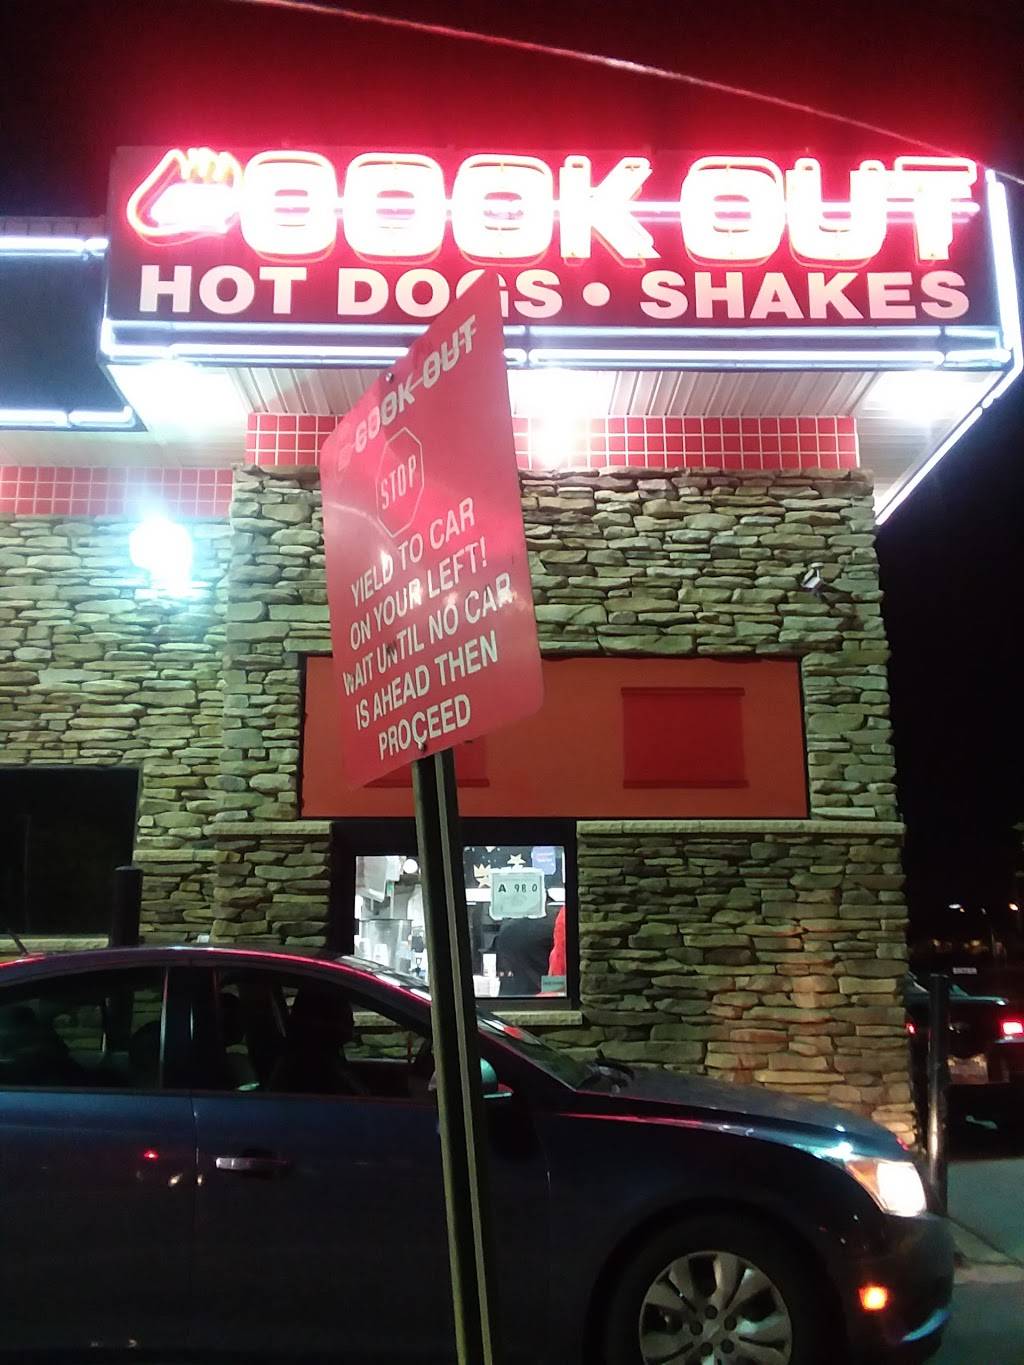 COOK OUT
HOT DOGS • SHAKES
COOK OUT
STOP
YIELD TO CAR
ON YOUR LEFT!
WAIT UNTIL NO CAR
IS AHEAD THEN
PROCEED
A 98.0